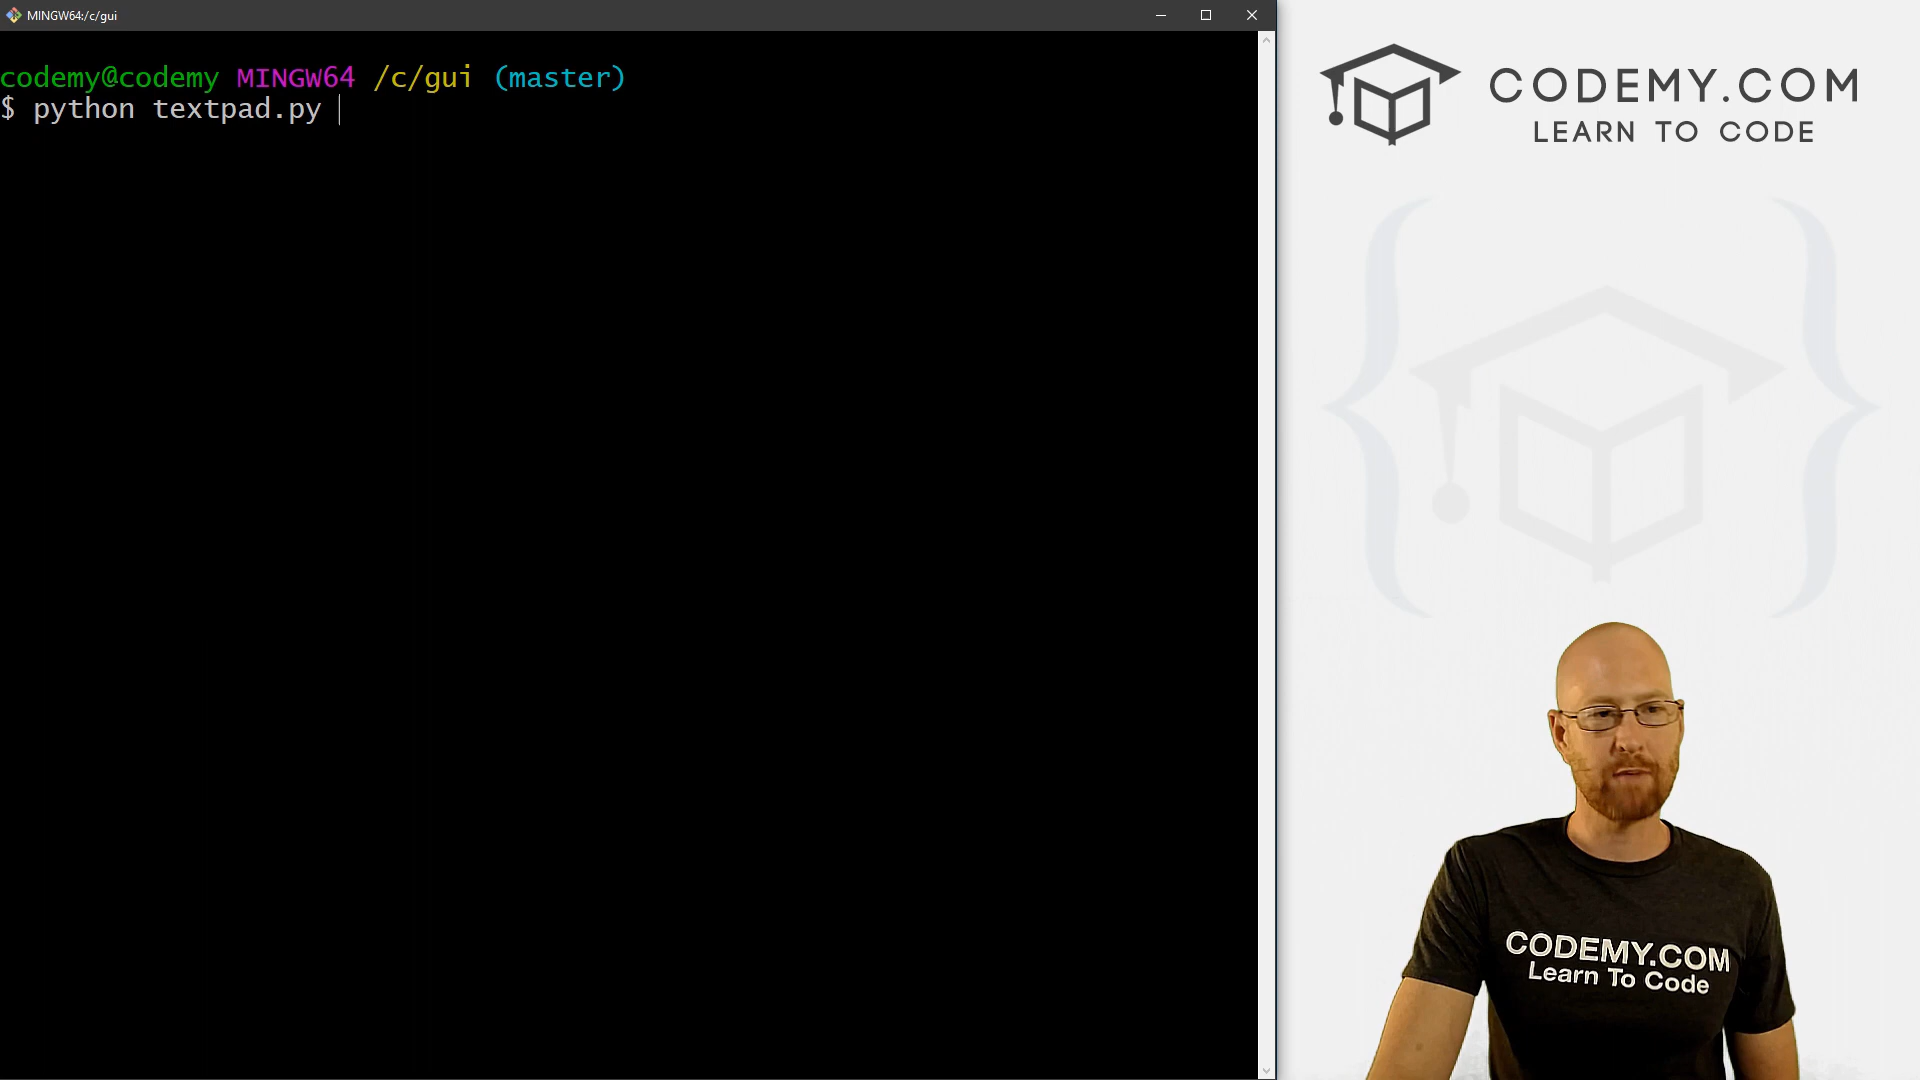 MINGW64:/c/gui
codemy@codemy MINGW64 /c/gui (master)
$ python textpad.py
CODEMY.COM
LEARN TO CODE
CODEMY.COM
Learn To Code